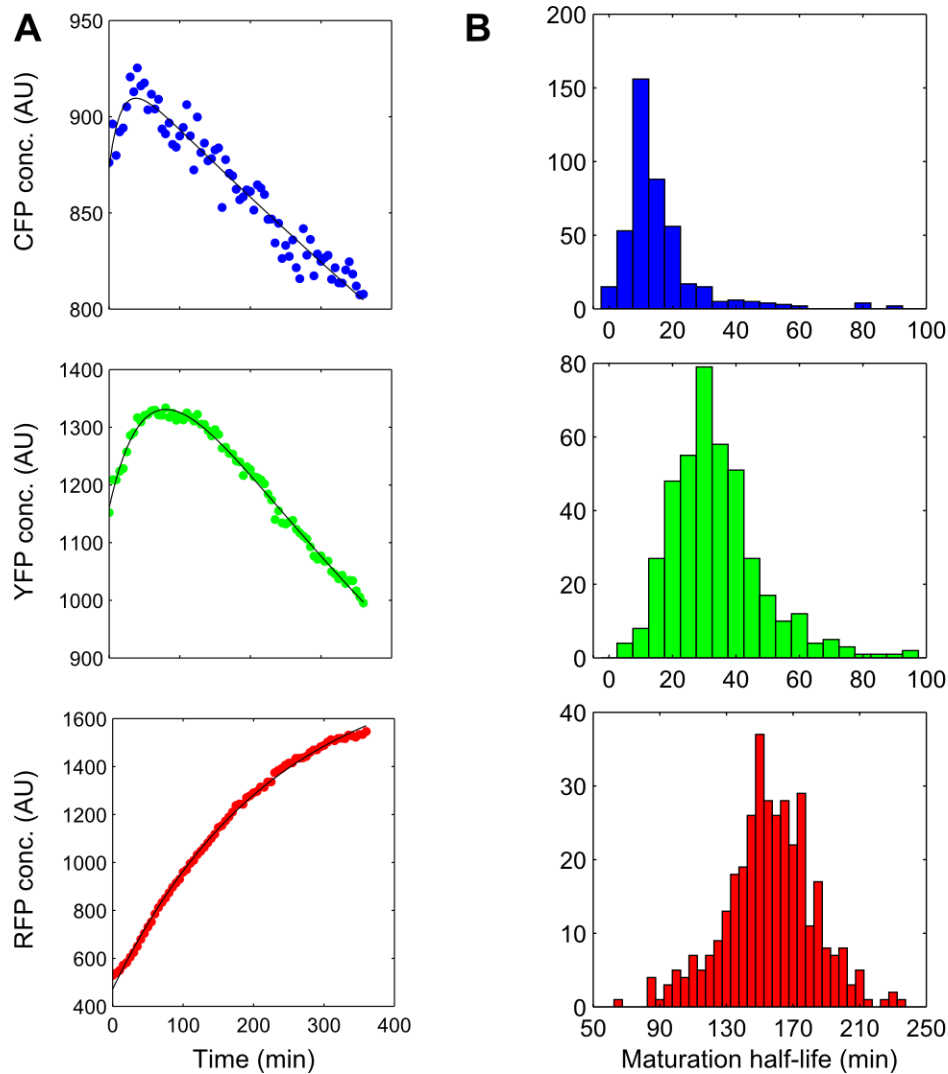 A
B
950
900
850
800
CFP conc. (AU)
200
150
100
50
0
0 20 40 60 80 100
1400
1300
1200
1100
1000
900
YFP conc. (AU)
80
60
40
20
0
0 20 40 60 80 100
1600
1400
1200
1000
800
600
400
RFP conc. (AU)
0 100 200 300 400
Time (min)
40
30
20
10
0
50 90 130 170 210 250
Maturation half-life (min)